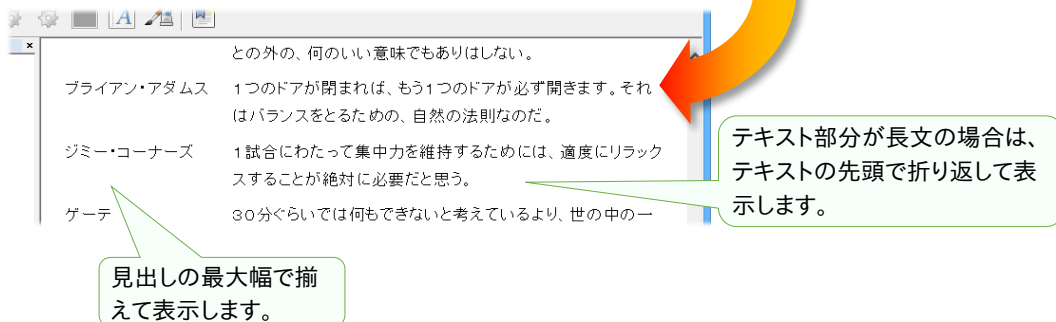 との外の、何のいい意味でもありはしない。
ブライアン・アダムス 1つのドアが閉まれば、もう1つのドアが必ず開きます。それ
はバランスをとるための、自然の法則なのだ。
ジミー・コーナーズ 1試合にわたって集中力を維持するためには、適度にリラック
スすることが絶対に必要だと思う。
ゲーテ 30分ぐらいでは何もできないと考えているより、世の中の一
テキスト部分が長文の場合は、
テキストの先頭で折り返して表
示します。
見出しの最大幅で揃
えて表示します。